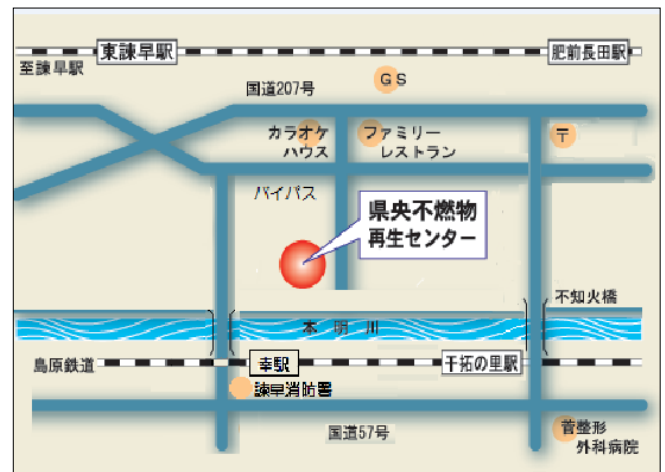 東諫早駅
肥前長田駅
至諫早駅
GS
国道207号
カラオケ
ハウス
ファミリー
レストラン
〒
バイパス
県央不燃物
再生センター
不知火橋
本明川
島原鉄道
幸駅
干拓の里駅
諫早消防署
国道57号
菅整形
外科病院